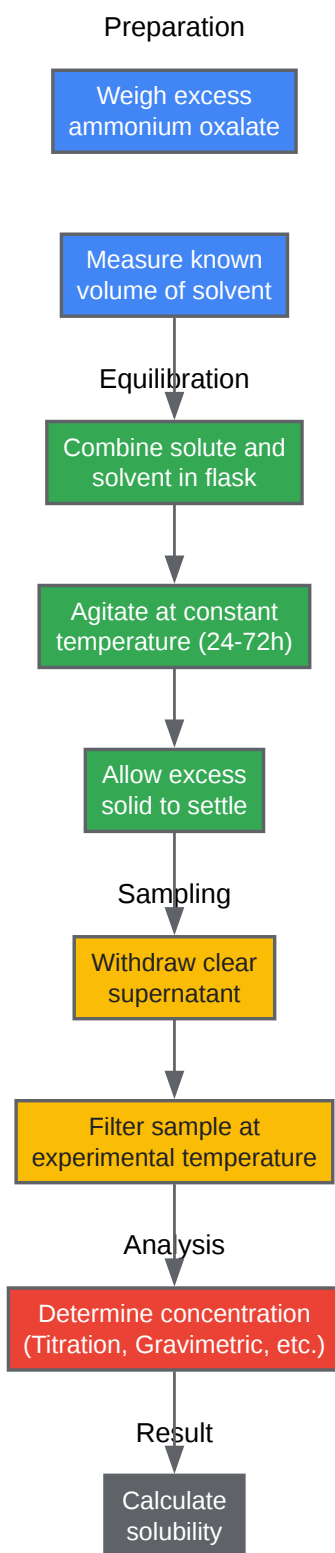 Preparation
Weigh excess
ammonium oxalate
Measure known
volume of solvent
Equilibration
Combine solute and
solvent in flask
Agitate at constant
temperature (24-72h)
Allow excess
solid to settle
Sampling
Withdraw clear
supernatant
Filter sample at
experimental temperature
Analysis
Determine concentration
(Titration, Gravimetric, etc.)
Result
Calculate
solubility